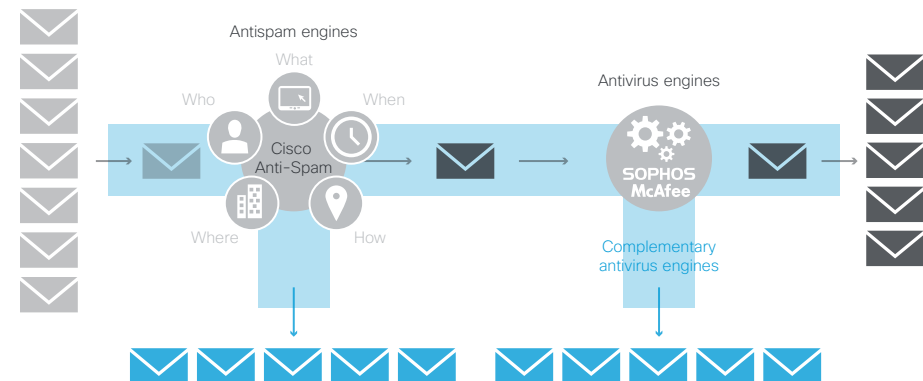 Antispam engines
What
Who
When
Cisco
Anti-Spam
Where
How
Antivirus engines
SOPHOS
McAfee
Complementary
antivirus engines